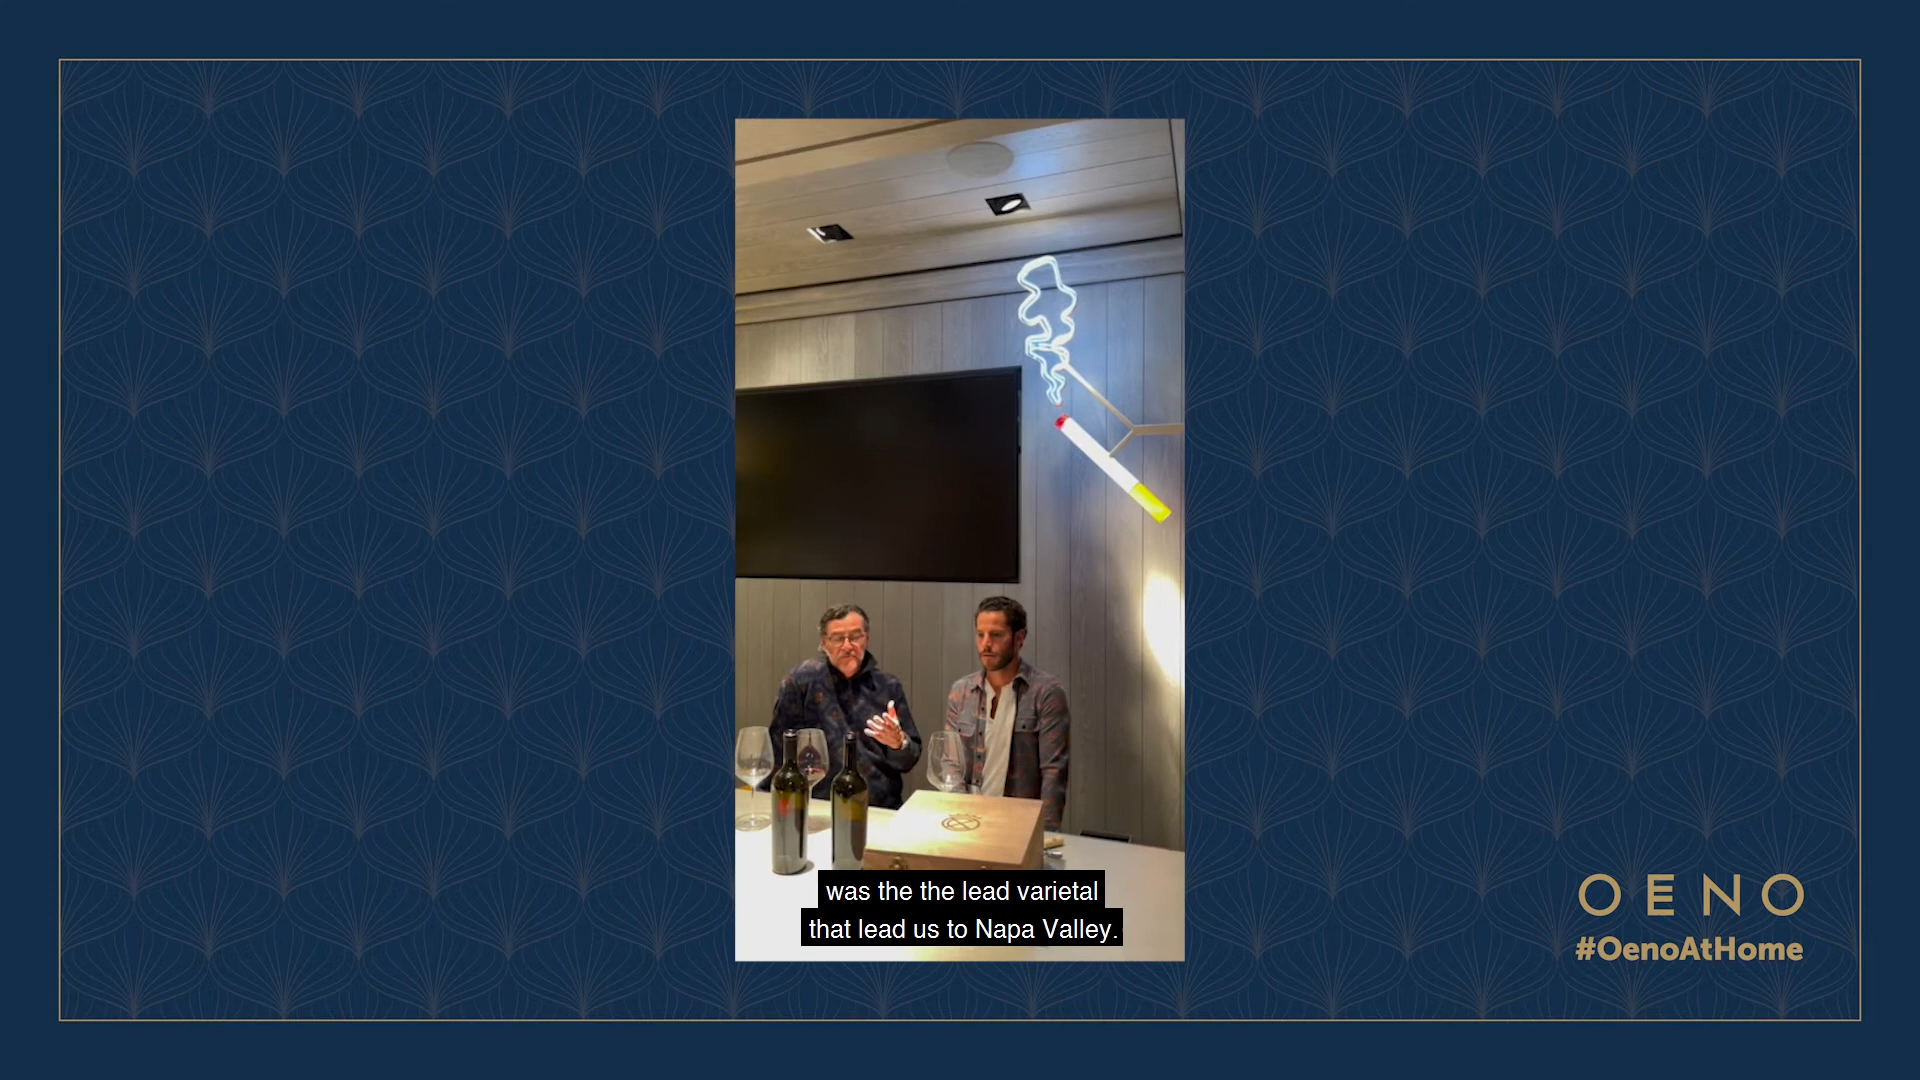 was the the lead varietal
that lead us to Napa Valley.
OENO
#OenoAtHome